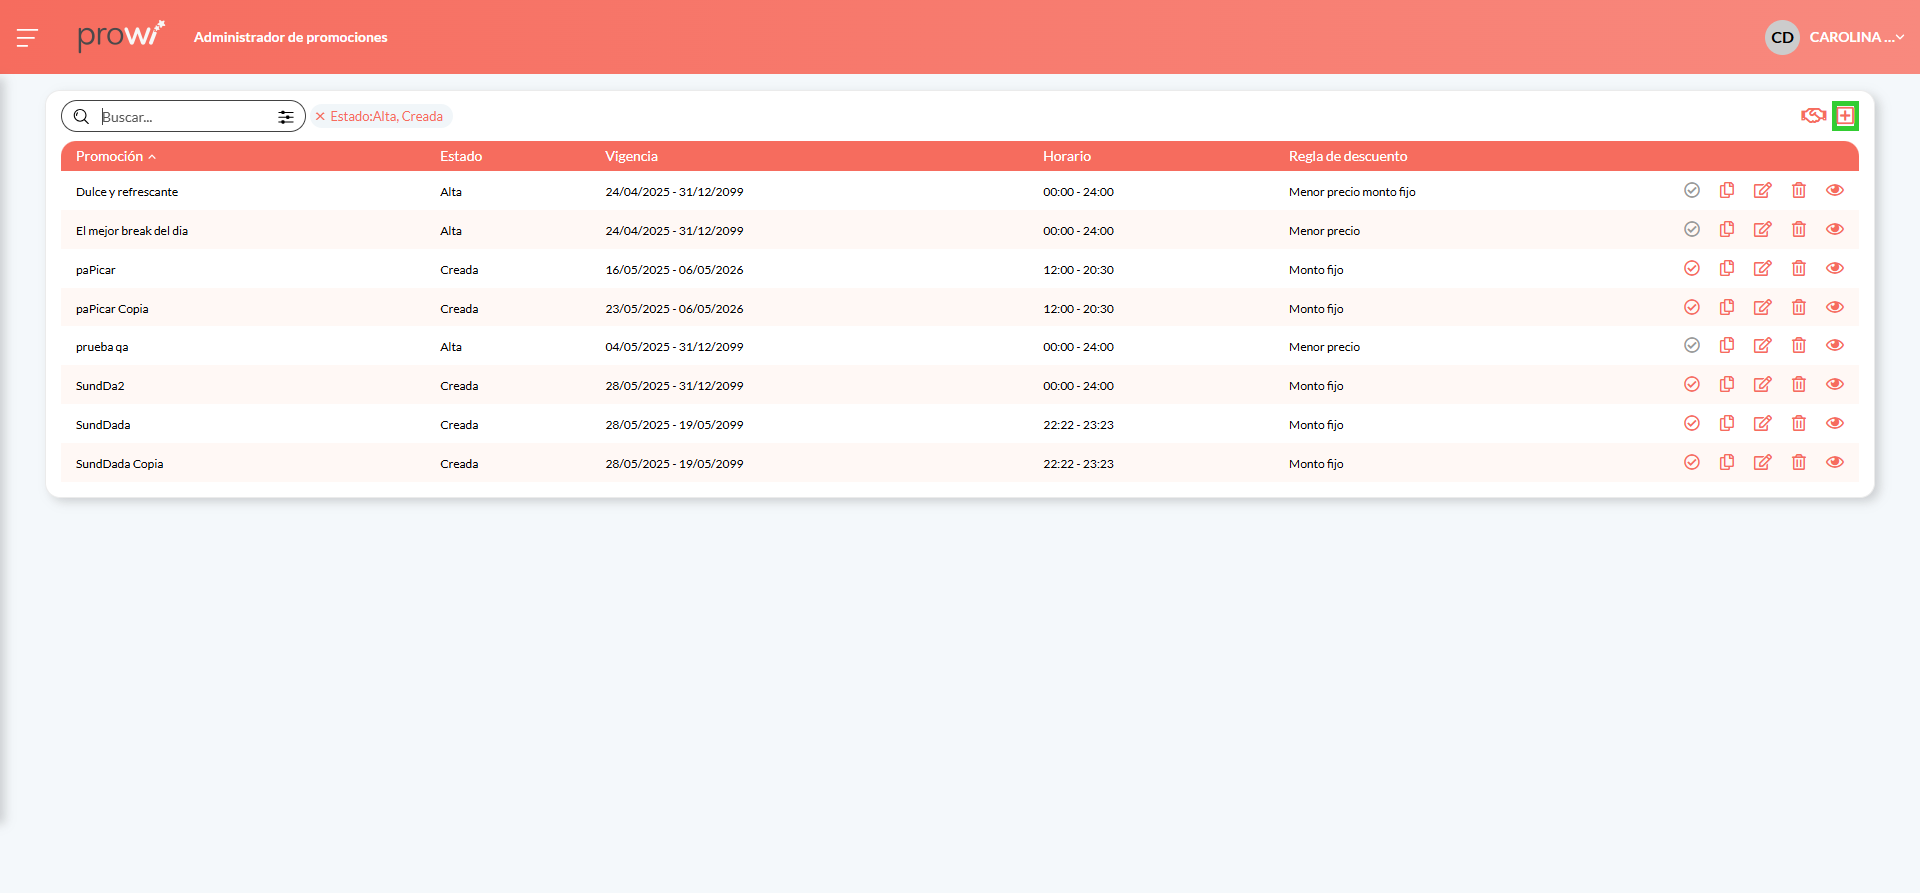 prowi
Administrador de promociones
CD
CAROLINA ...
Buscar...
Estado:Alta, Creada
Promoción Estado Vigencia Horario Regla de descuento
Dulce y refrescante Alta 24/04/2025 - 31/12/2099 00:00 - 24:00 Menor precio monto fijo
El mejor break del dia Alta 24/04/2025 - 31/12/2099 00:00 - 24:00 Menor precio
paPicar Creada 16/05/2025 - 06/05/2026 12:00 - 20:30 Monto fijo
paPicar Copia Creada 23/05/2025 - 06/05/2026 12:00 - 20:30 Monto fijo
prueba qa Alta 04/05/2025 - 31/12/2099 00:00 - 24:00 Menor precio
SundDa2 Creada 28/05/2025 - 31/12/2099 00:00 - 24:00 Monto fijo
SundDada Creada 28/05/2025 - 19/05/2099 22:22 - 23:23 Monto fijo
SundDada Copia Creada 28/05/2025 - 19/05/2099 22:22 - 23:23 Monto fijo